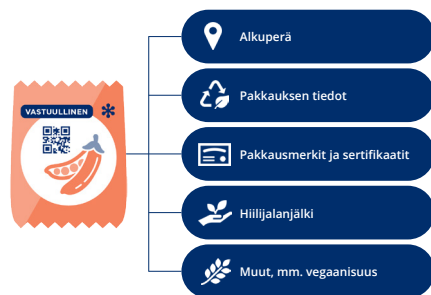 VASTUULLINEN
Alkuperä
Pakkauksen tiedot
Pakkausmerkit ja sertifikaatit
Hiilijalanjälki
Muut, mm. vegaanisuus